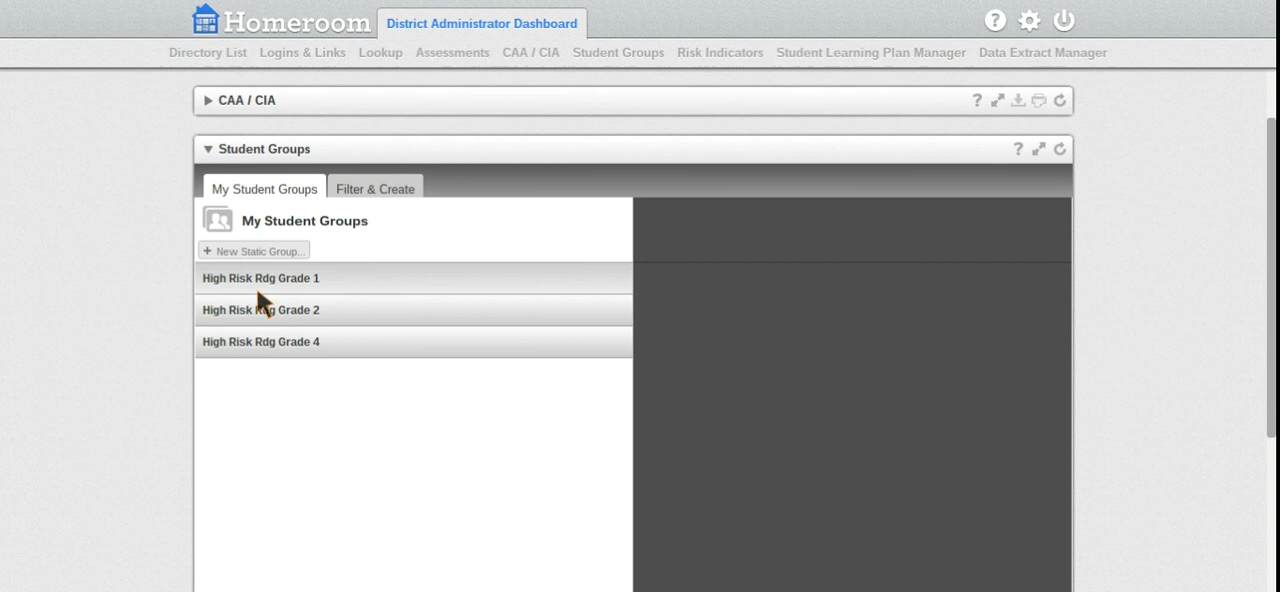 Homeroom District Administrator Dashboard ?
Directory List Logins & Links Lookup Assessments CAA / CIA Student Groups Risk Indicators Student Learning Plan Manager Data Extract Manager
CAA / CIA ?
Student Groups ?
My Student Groups Filter & Create
My Student Groups
+ New Static Group...
High Risk Rdg Grade 1
High Risk Rdg Grade 2
High Risk Rdg Grade 4